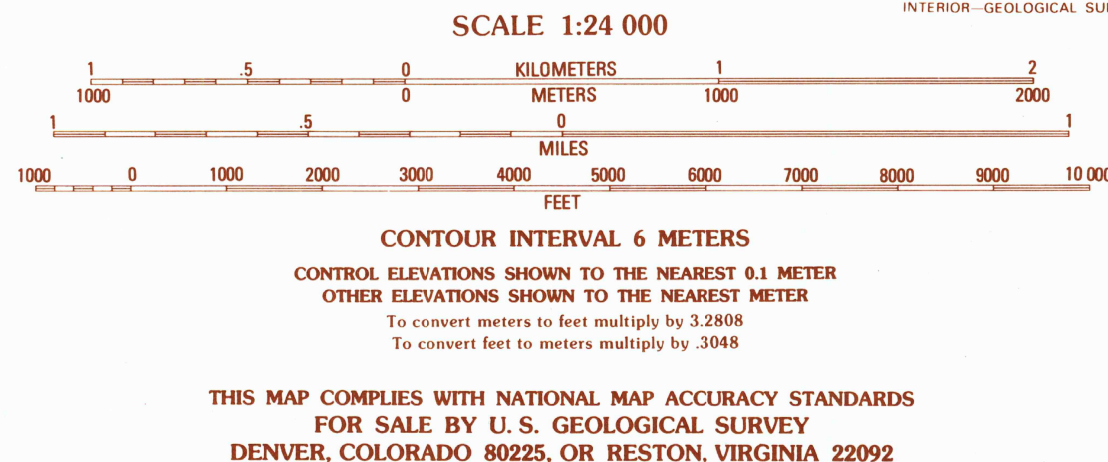 INTERIOR—GEOLOGICAL
SCALE 1:24 000
1 .5 0 KILOMETERS 1 2
1000 0 METERS 1000 2000
1 .5 0 1
MILES
1000 0 1000 2000 3000 4000 5000 6000 7000 8000 9000 10 000
FEET
CONTOUR INTERVAL 6 METERS
CONTROL ELEVATIONS SHOWN TO THE NEAREST 0.1 METER
OTHER ELEVATIONS SHOWN TO THE NEAREST METER
To convert meters to feet multiply by 3.2808
To convert feet to meters multiply by .3048
THIS MAP COMPLIES WITH NATIONAL MAP ACCURACY STANDARDS
FOR SALE BY U. S. GEOLOGICAL SURVEY
DENVER, COLORADO 80225, OR RESTON, VIRGINIA 22092